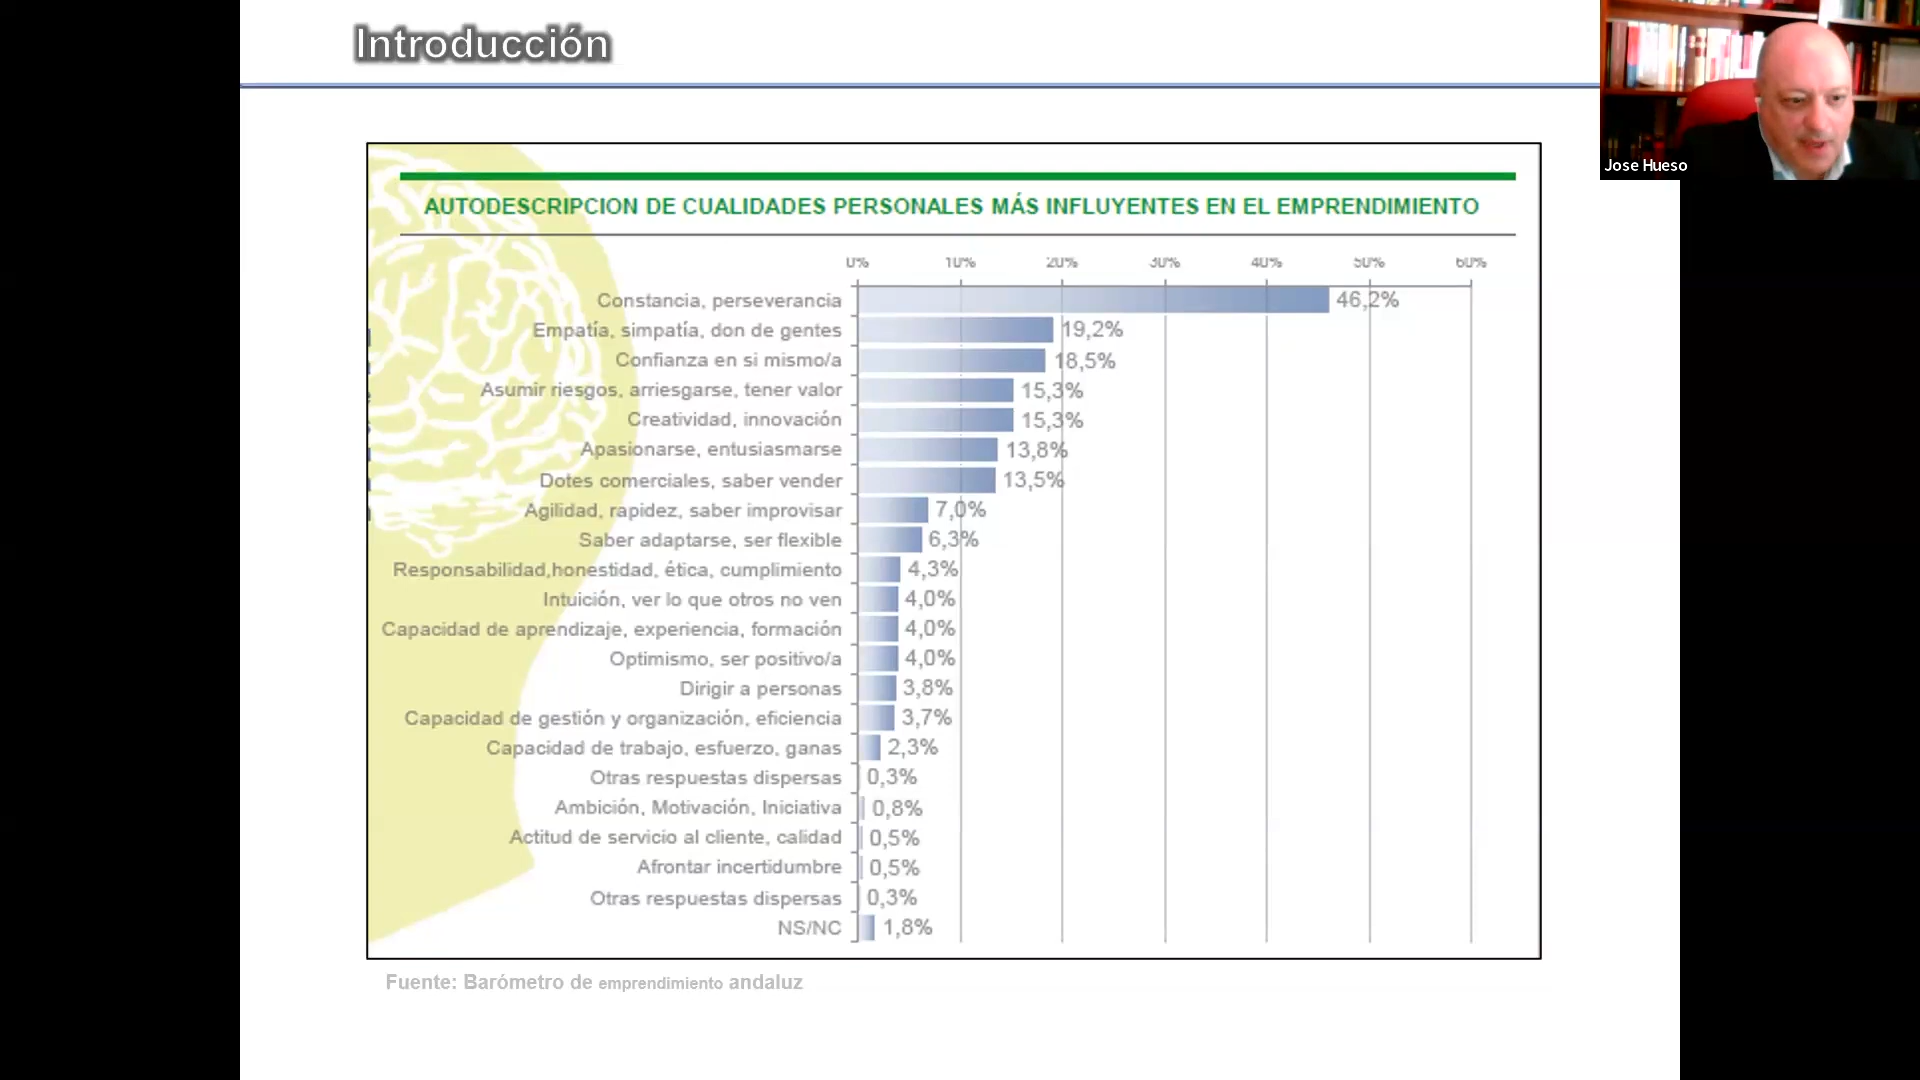 Introducción
Jose Hueso
AUTODESCRIPCION DE CUALIDADES PERSONALES MÁS INFLUYENTES EN EL EMPRENDIMIENTO
0% 10% 20% 30% 40% 50% 60%
Constancia, perseverancia 46,2%
Empatía, simpatía, don de gentes 19,2%
Confianza en si mismo/a 18,5%
Asumir riesgos, arriesgarse, tener valor 15,3%
Creatividad, innovación 15,3%
Apasionarse, entusiasmarse 13,8%
Dotes comerciales, saber vender 13,5%
Agilidad, rapidez, saber improvisar 7,0%
Saber adaptarse, ser flexible 6,3%
Responsabilidad,honestidad, ética, cumplimiento 4,3%
Intuición, ver lo que otros no ven 4,0%
Capacidad de aprendizaje, experiencia, formación 4,0%
Optimismo, ser positivo/a 4,0%
Dirigir a personas 3,8%
Capacidad de gestión y organización, eficiencia 3,7%
Capacidad de trabajo, esfuerzo, ganas 2,3%
Otras respuestas dispersas 0,3%
Ambición, Motivación, Iniciativa 0,8%
Actitud de servicio al cliente, calidad 0,5%
Afrontar incertidumbre 0,5%
Otras respuestas dispersas 0,3%
NS/NC 1,8%
Fuente: Barómetro de emprendimiento andaluz